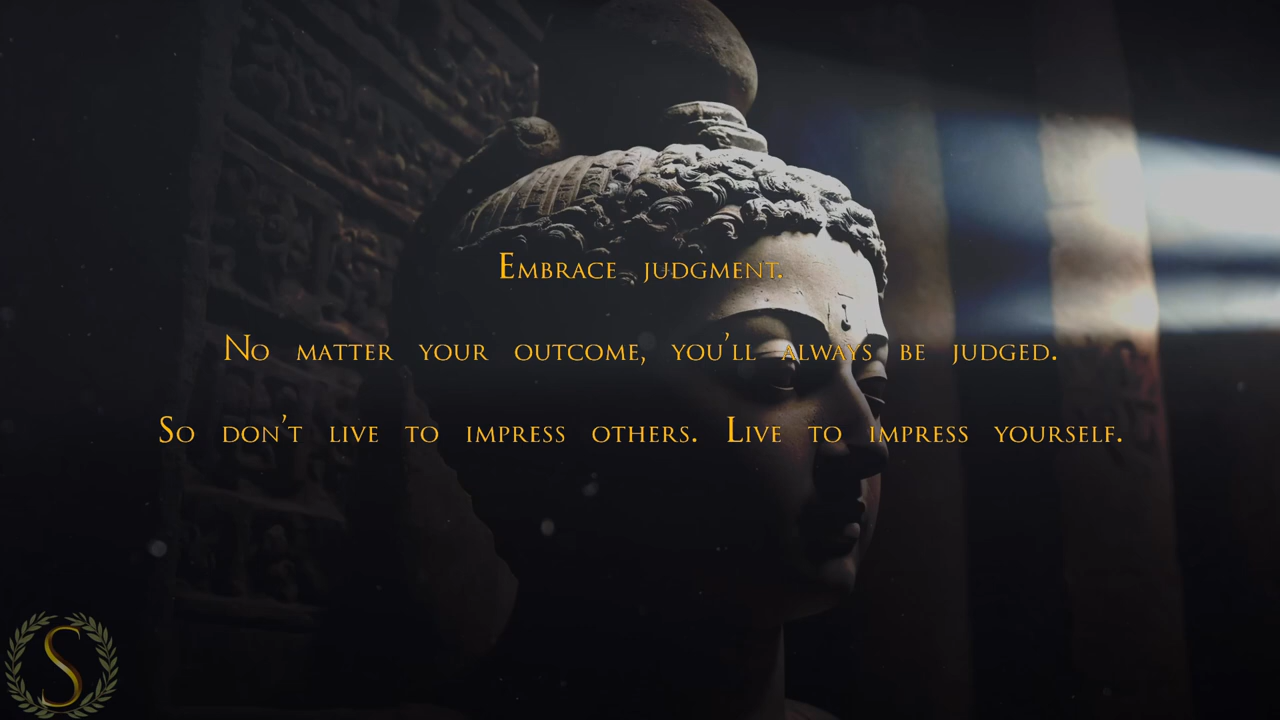 Embrace judgment.
No matter your outcome, you'll always be judged.
So don't live to impress others. Live to impress yourself.
S